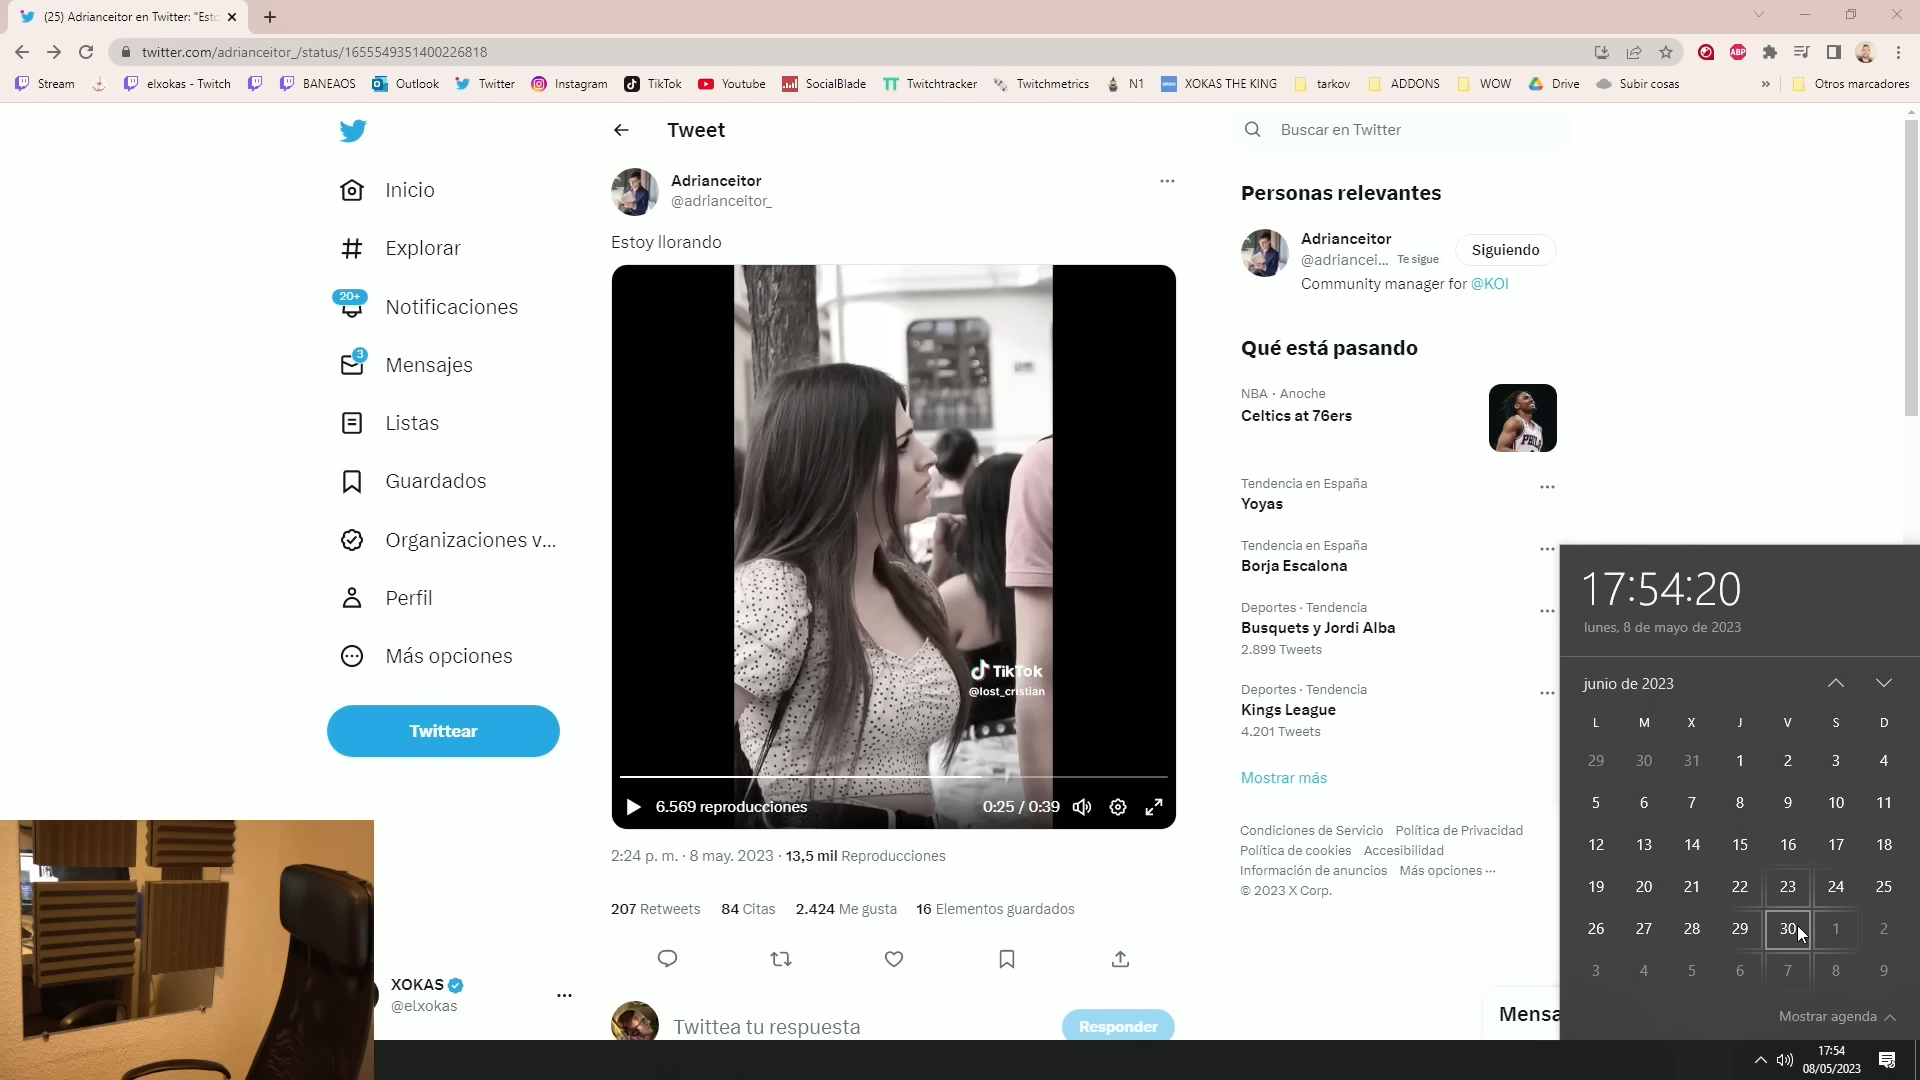 (25) Adrianceitor en Twitter: "Esto
twitter.com/adrianceitor_/status/1655549351400226818
Stream
elxokas - Twitch
BANEAOS
Outlook
Twitter
Instagram
TikTok
Youtube
SocialBlade
Twitchtracker
Twitchmetrics
N1
XOKAS THE KING
tarkov
ADDONS
WOW
Drive
Subir cosas
»
Otros marcadores
ABP
Inicio
Explorar
20+
Notificaciones
3
Mensajes
Listas
Guardados
Organizaciones v...
Perfil
Más opciones
Twittear
XOKAS
@elxokas
Tweet
Adrianceitor
@adrianceitor_
Estoy llorando
TikTok
@lost_cristian
6.569 reproducciones
0:25 / 0:39
2:24 p. m. · 8 may. 2023 · 13,5 mil Reproducciones
207 Retweets 84 Citas 2.424 Me gusta 16 Elementos guardados
Twittea tu respuesta
Responder
Buscar en Twitter
Personas relevantes
Adrianceitor
@adriancei... Te sigue
Siguiendo
Community manager for @KOI
Qué está pasando
NBA · Anoche
Celtics at 76ers
PHIL
Tendencia en España
Yoyas
Tendencia en España
Borja Escalona
Deportes · Tendencia
Busquets y Jordi Alba
2.899 Tweets
Deportes · Tendencia
Kings League
4.201 Tweets
Mostrar más
Condiciones de Servicio Política de Privacidad
Política de cookies Accesibilidad
Información de anuncios Más opciones ···
© 2023 X Corp.
Mensa
17:54:20
lunes, 8 de mayo de 2023
junio de 2023
L M X J V S D
29 30 31 1 2 3 4
5 6 7 8 9 10 11
12 13 14 15 16 17 18
19 20 21 22 23 24 25
26 27 28 29 30 1 2
3 4 5 6 7 8 9
Mostrar agenda
17:54
08/05/2023